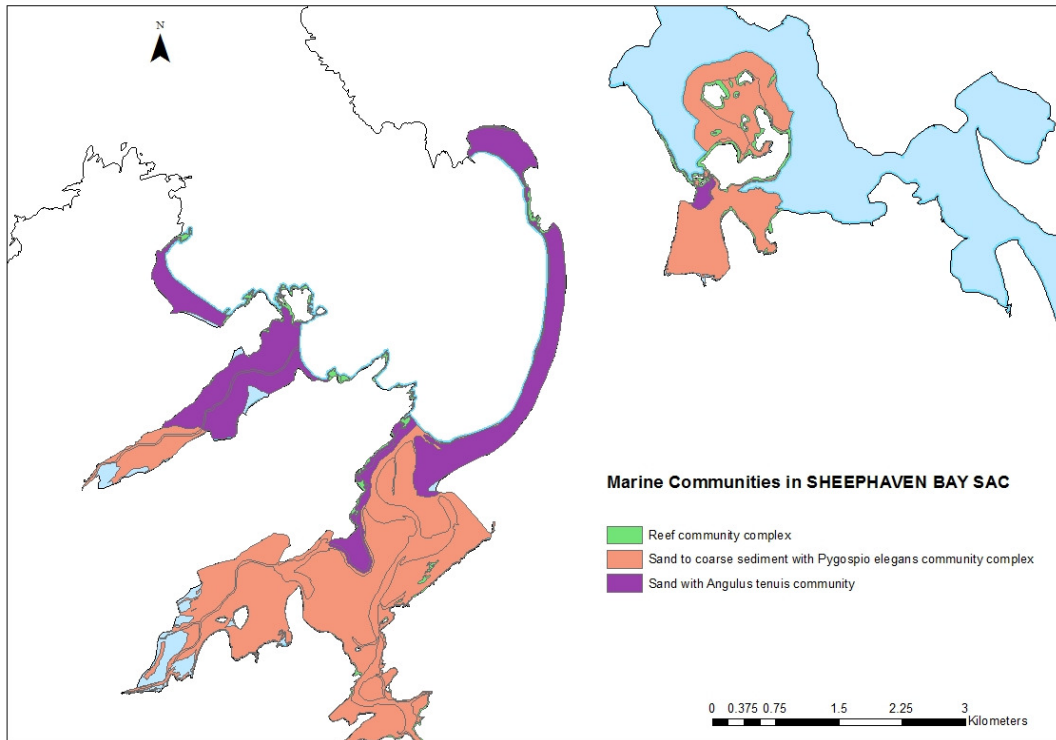 N
Marine Communities in SHEEPHAVEN BAY SAC
Reef community complex
Sand to coarse sediment with Pygospio elegans community complex
Sand with Angulus tenuis community
0 0.375 0.75 1.5 2.25 3
Kilometers